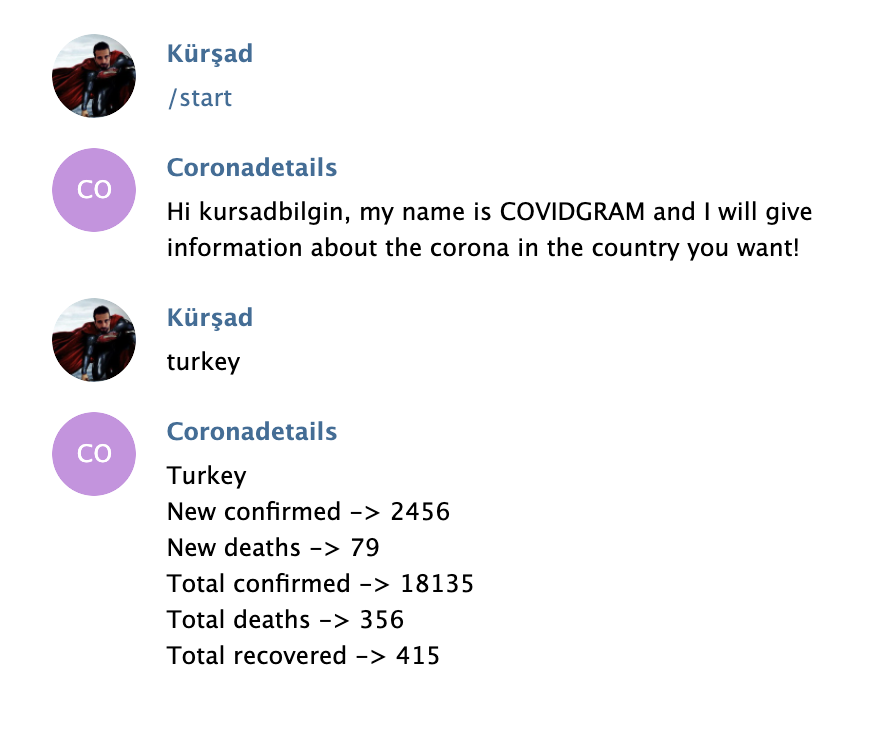 Kürşad
/start
CO
Coronadetails
Hi kursadbilgin, my name is COVIDGRAM and I will give
information about the corona in the country you want!
Kürşad
turkey
CO
Coronadetails
Turkey
New confirmed -> 2456
New deaths -> 79
Total confirmed -> 18135
Total deaths -> 356
Total recovered -> 415